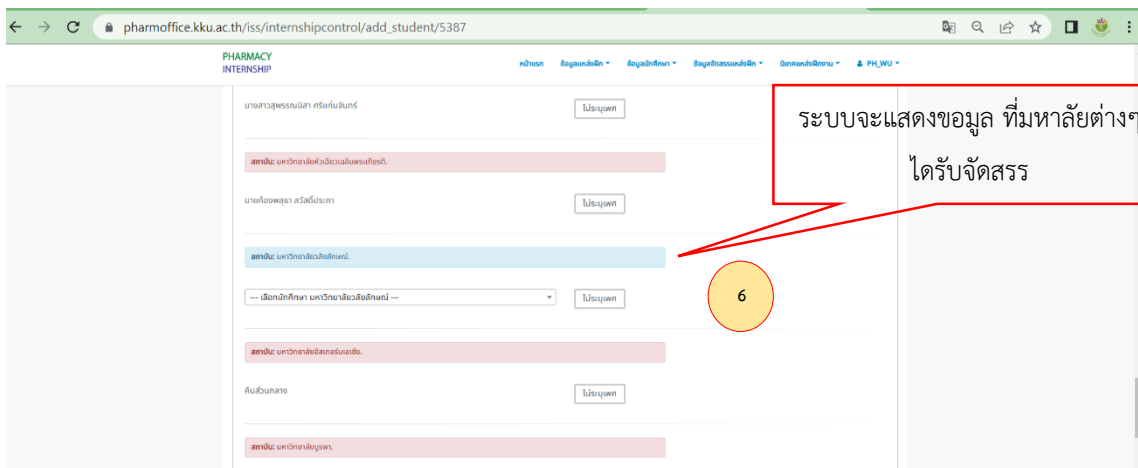 pharmoffice.kku.ac.th/iss/internshipcontrol/add_student/5387
PHARMACY
INTERNSHIP
หน้าแรก ข้อมูลแหล่งฝึก ข้อมูลนักศึกษา ข้อมูลจัดสรรแหล่งฝึก นิเทศแหล่งฝึกงาน PH_WU
นางสาวสุพรรณนิสา ศรีแก่นจันทร์ ไม่ระบุเพศ
ระบบจะแสดงขอมูล ที่มหาลัยต่างๆ
ไดรับจัดสรร
สถาบัน: มหาวิทยาลัยหัวเฉียวเฉลิมพระเกียรติ.
นายก้องพสุธา สวัสดิ์ประภา ไม่ระบุเพศ
สถาบัน: มหาวิทยาลัยวลัยลักษณ์.
6
--- เลือกนักศึกษา มหาวิทยาลัยวลัยลักษณ์ --- ไม่ระบุเพศ
สถาบัน: มหาวิทยาลัยอีสเทอร์นเอเชีย.
คืนส่วนกลาง ไม่ระบุเพศ
สถาบัน: มหาวิทยาลัยบูรพา.